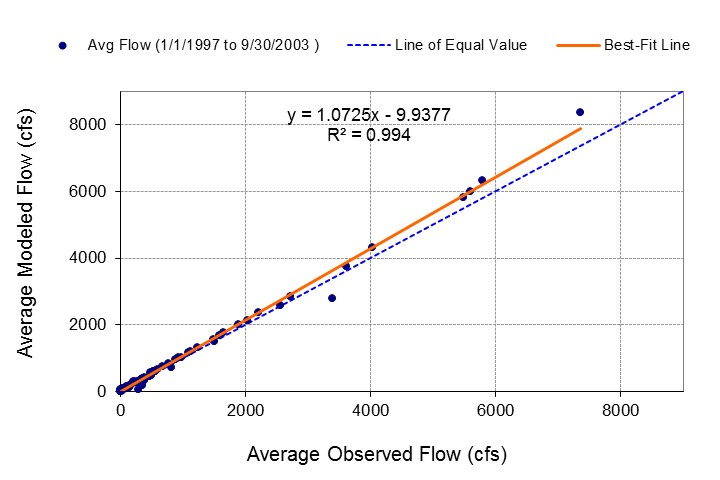 Avg Flow (1/1/1997 to 9/30/2003 ) Line of Equal Value Best-Fit Line
y = 1.0725x - 9.9377
R² = 0.994
8000
6000
4000
2000
0
0 2000 4000 6000 8000
Average Modeled Flow (cfs)
Average Observed Flow (cfs)